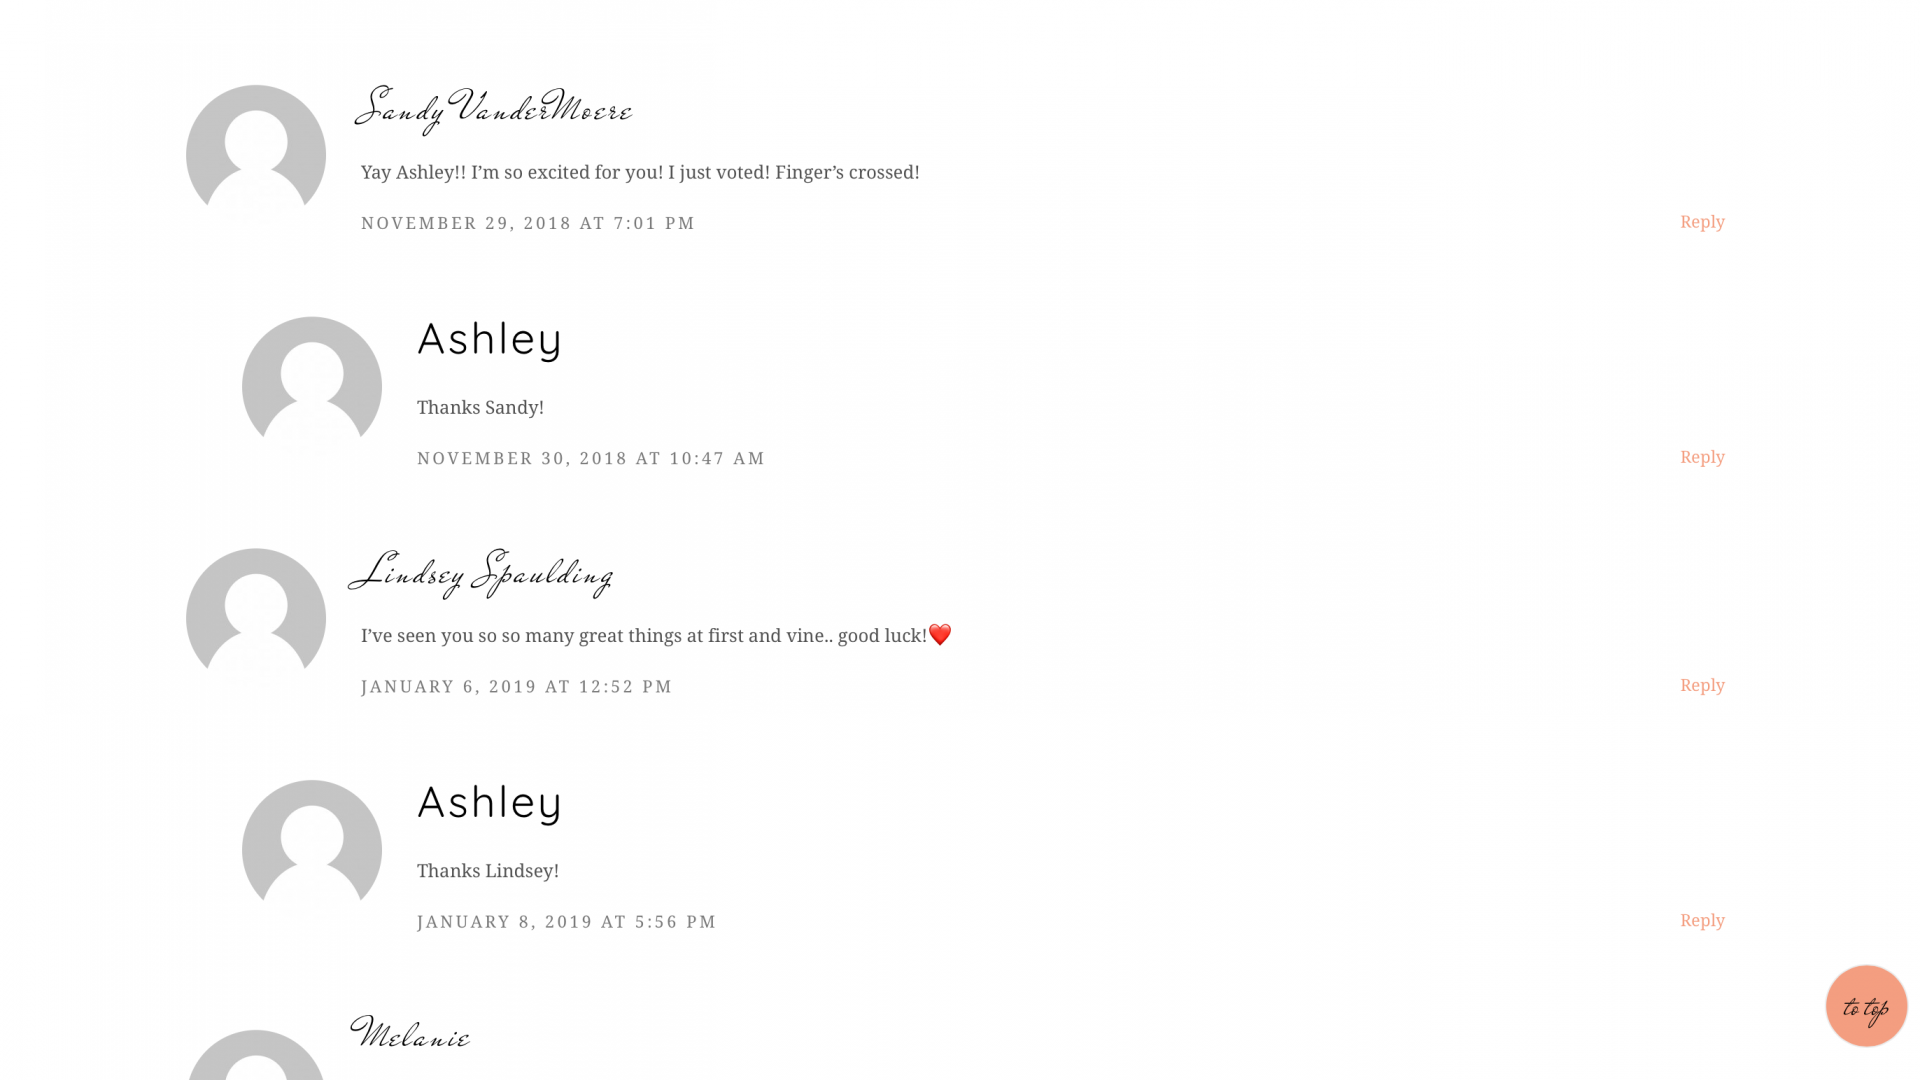 Sandy VanderMoere
Yay Ashley!! I’m so excited for you! I just voted! Finger’s crossed!
NOVEMBER 29, 2018 AT 7:01 PM
Reply
Ashley
Thanks Sandy!
NOVEMBER 30, 2018 AT 10:47 AM
Reply
Lindsey Spaulding
I’ve seen you so so many great things at first and vine.. good luck!❤️
JANUARY 6, 2019 AT 12:52 PM
Reply
Ashley
Thanks Lindsey!
JANUARY 8, 2019 AT 5:56 PM
Reply
to top
Melanie